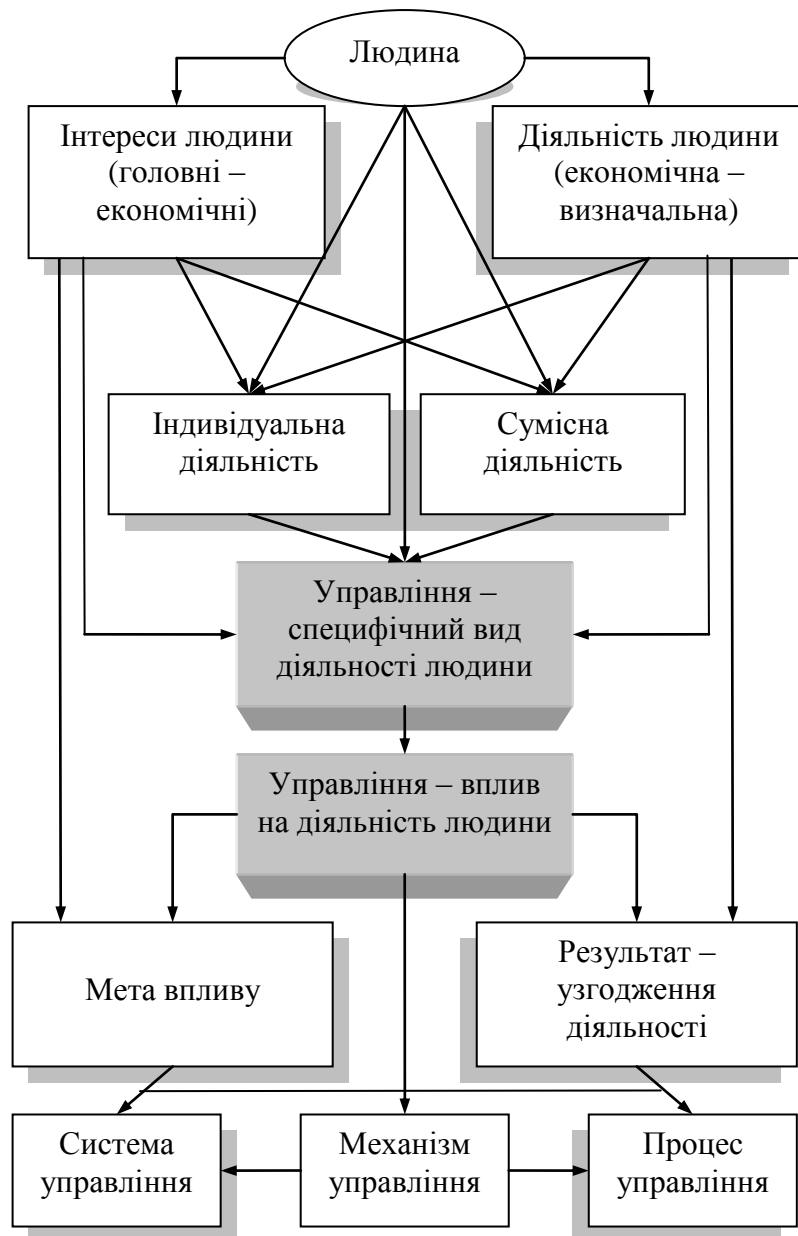 Людина
Інтереси людини
(головні –
економічні)
Діяльність людини
(економічна –
визначальна)
Індивідуальна
діяльність
Сумісна
діяльність
Управління –
специфічний вид
діяльності людини
Управління – вплив
на діяльність людини
Мета впливу
Результат –
узгодження
діяльності
Система
управління
Механізм
управління
Процес
управління